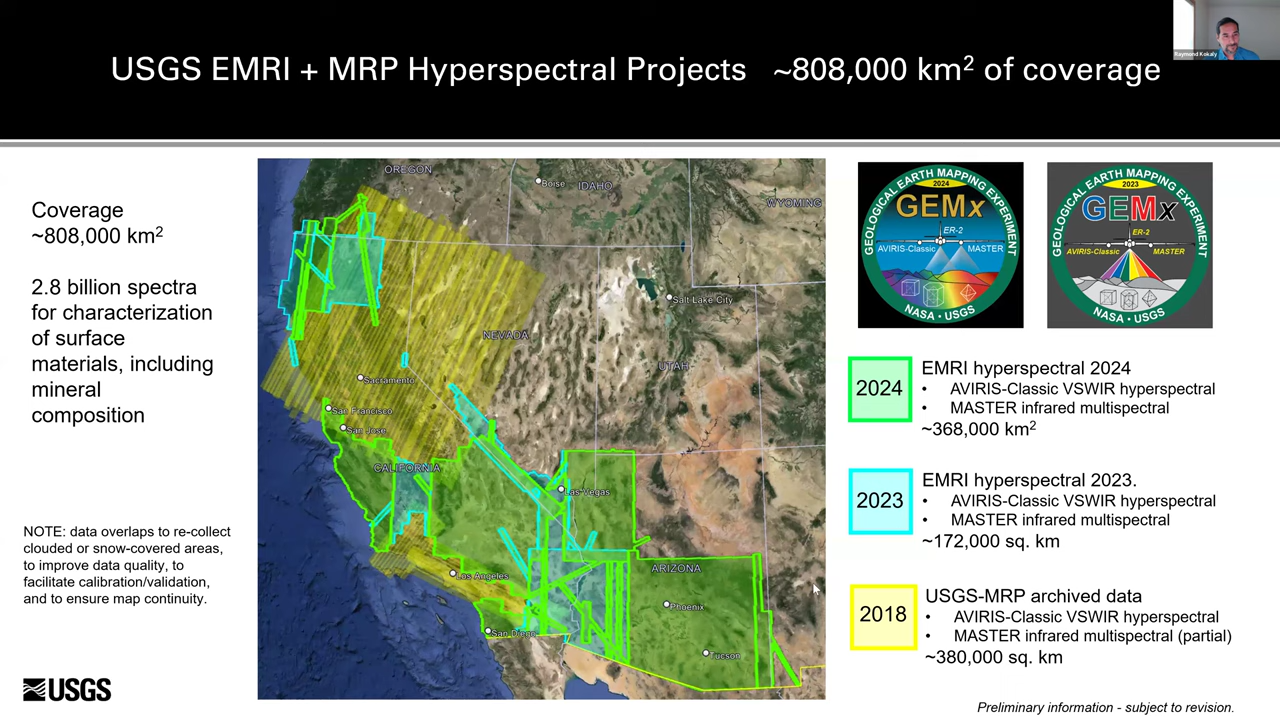 Raymond Kokaly
USGS EMRI + MRP Hyperspectral Projects ~808,000 km2 of coverage
Coverage
~808,000 km2
2.8 billion spectra
for characterization
of surface
materials, including
mineral
composition
NOTE: data overlaps to re-collect
clouded or snow-covered areas,
to improve data quality, to
facilitate calibration/validation,
and to ensure map continuity.
USGS
OREGON
Boise
IDAHO
WYOMING
Salt Lake City
NEVADA
UTAH
Sacramento
San Francisco
San Jose
CALIFORNIA
Las Vegas
Los Angeles
ARIZONA
Phoenix
San Diego
Tucson
GEOLOGICAL EARTH MAPPING EXPERIMENT
2024
GEMx
ER-2
AVIRIS-Classic
MASTER
NASA • USGS
GEOLOGICAL EARTH MAPPING EXPERIMENT
2023
GEMx
ER-2
AVIRIS-Classic
MASTER
NASA • USGS
2024
EMRI hyperspectral 2024
• AVIRIS-Classic VSWIR hyperspectral
• MASTER infrared multispectral
~368,000 km2
2023
EMRI hyperspectral 2023.
• AVIRIS-Classic VSWIR hyperspectral
• MASTER infrared multispectral
~172,000 sq. km
2018
USGS-MRP archived data
• AVIRIS-Classic VSWIR hyperspectral
• MASTER infrared multispectral (partial)
~380,000 sq. km
Preliminary information - subject to revision.